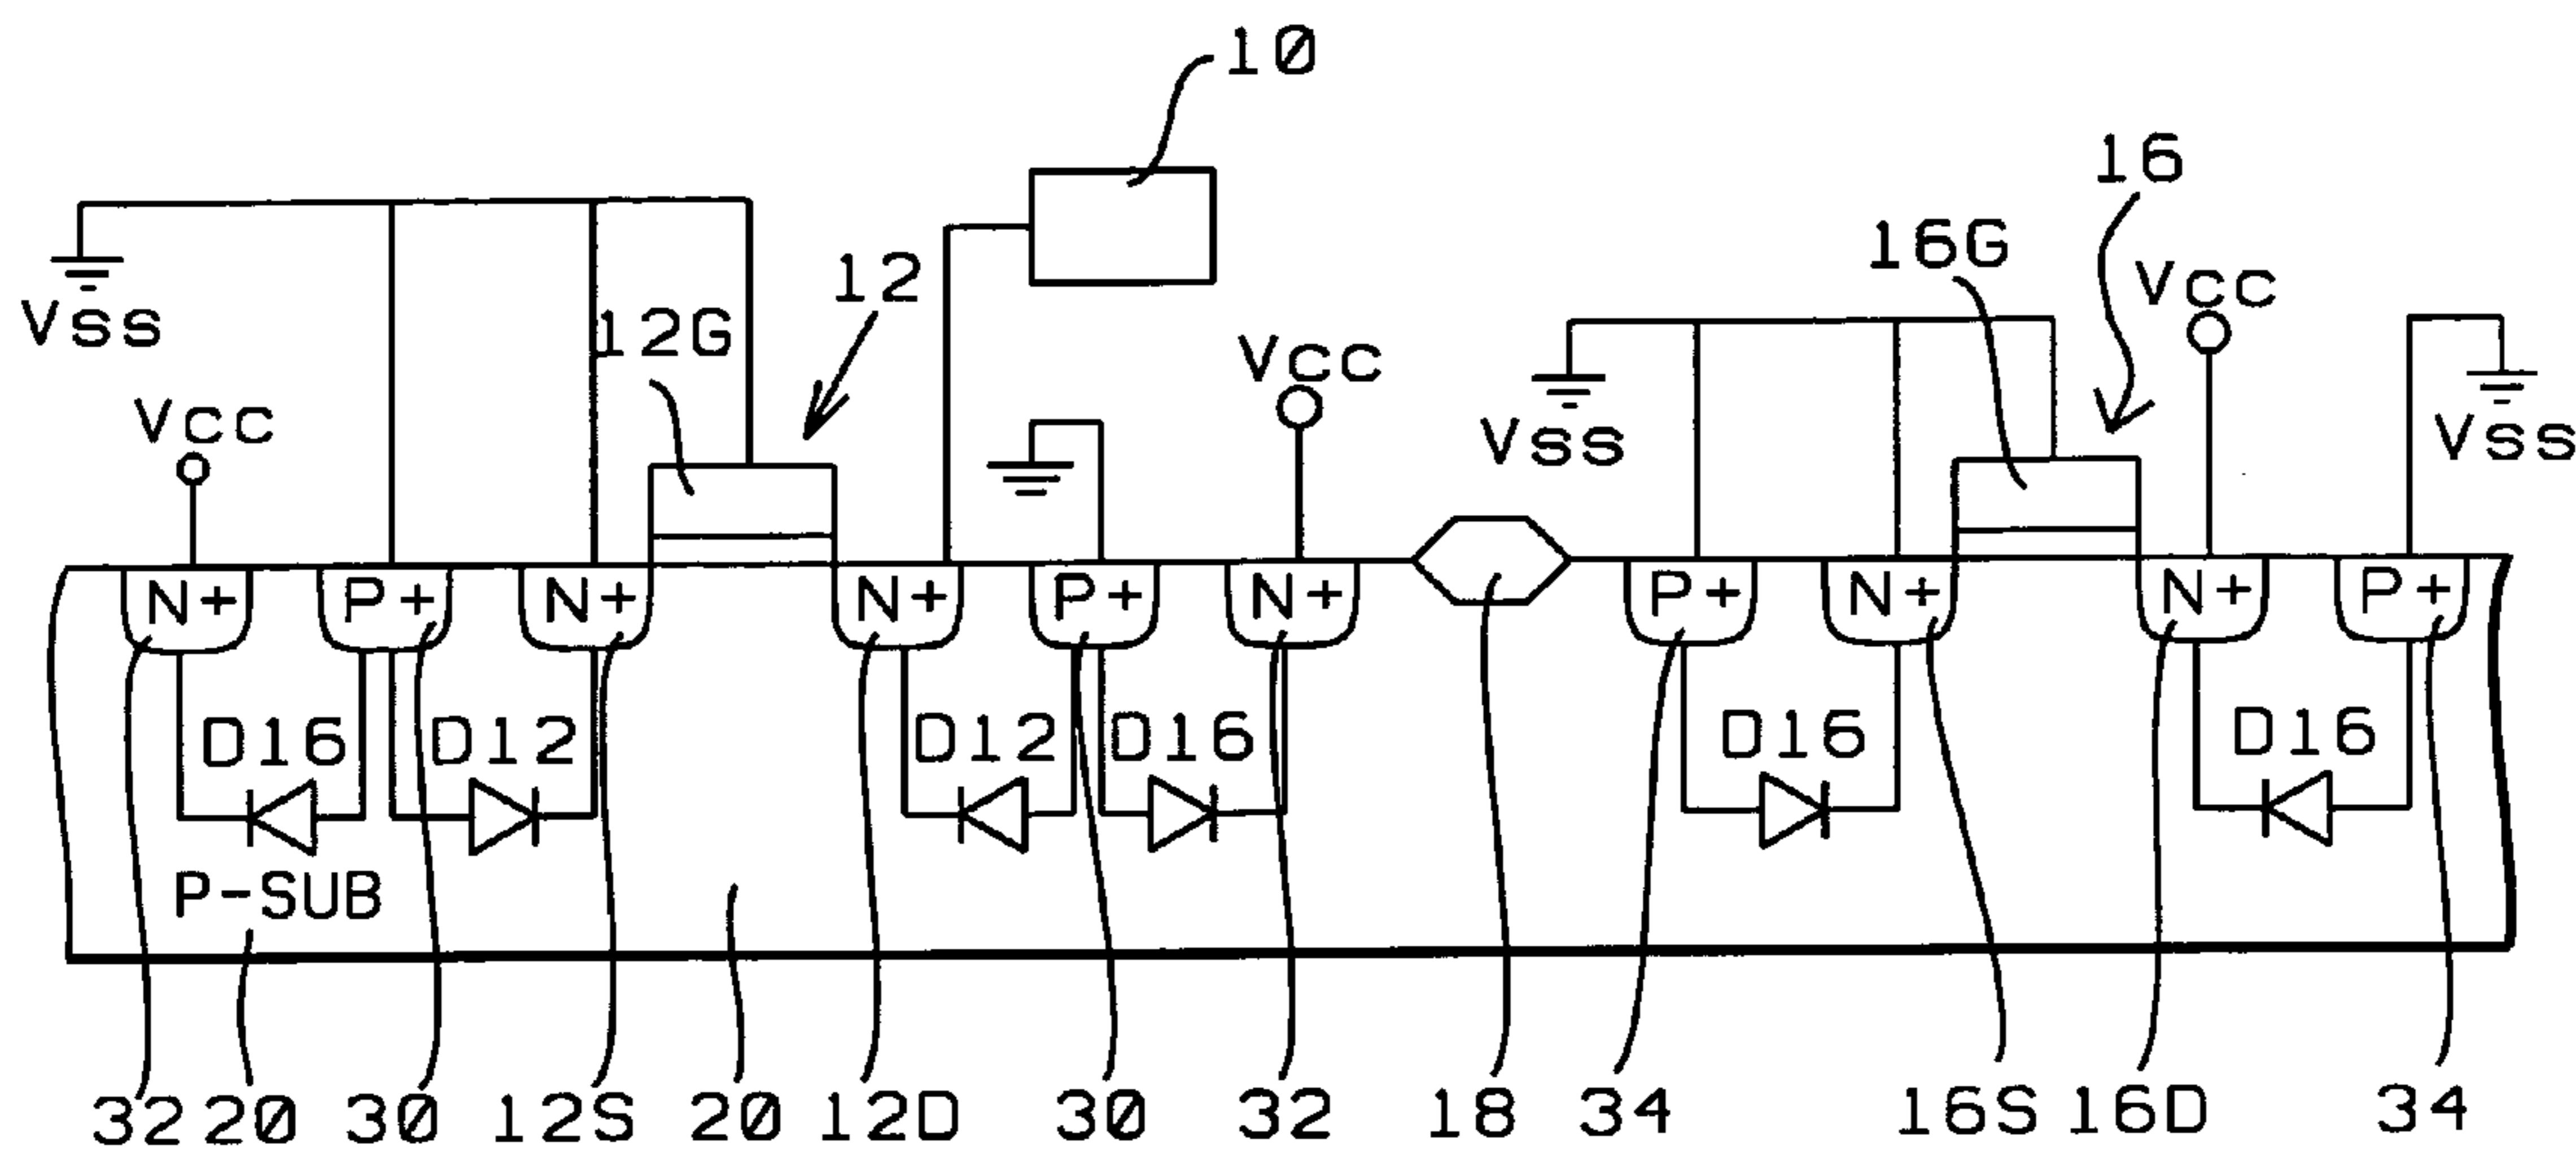 10
16
16G
12
Vcc
Vss
12G
Vcc
Vss
Vss
Vcc
N+ P+ N+ N+ P+ N+ P+ N+ N+ P+
D16 D12 D12 D16 D16 D16
P-SUB
32 20 30 12S 20 12D 30 32 18 34 16S 16D 34